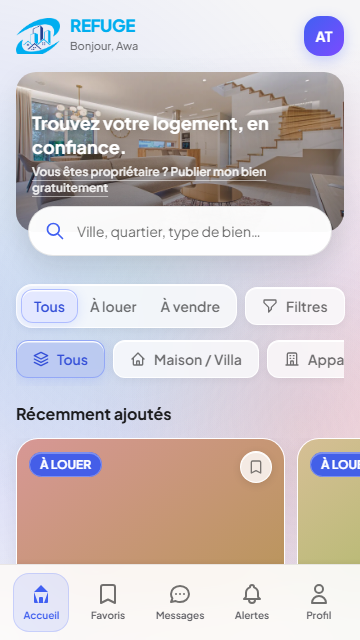 REFUGE
Bonjour, Awa
AT
Trouvez votre logement, en
confiance.
Vous êtes propriétaire ? Publier mon bien
gratuitement
Ville, quartier, type de bien...
Tous
À louer
À vendre
Filtres
Tous
Maison / Villa
Appa
Récemment ajoutés
À LOUER
À LOUE
Accueil
Favoris
Messages
Alertes
Profil